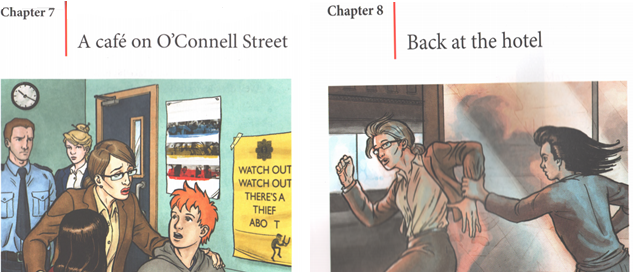 Chapter 7
A café on O'Connell Street
WATCH OUT
WATCH OUT
THERE'S A
THIEF
ABO T
Chapter 8
Back at the hotel